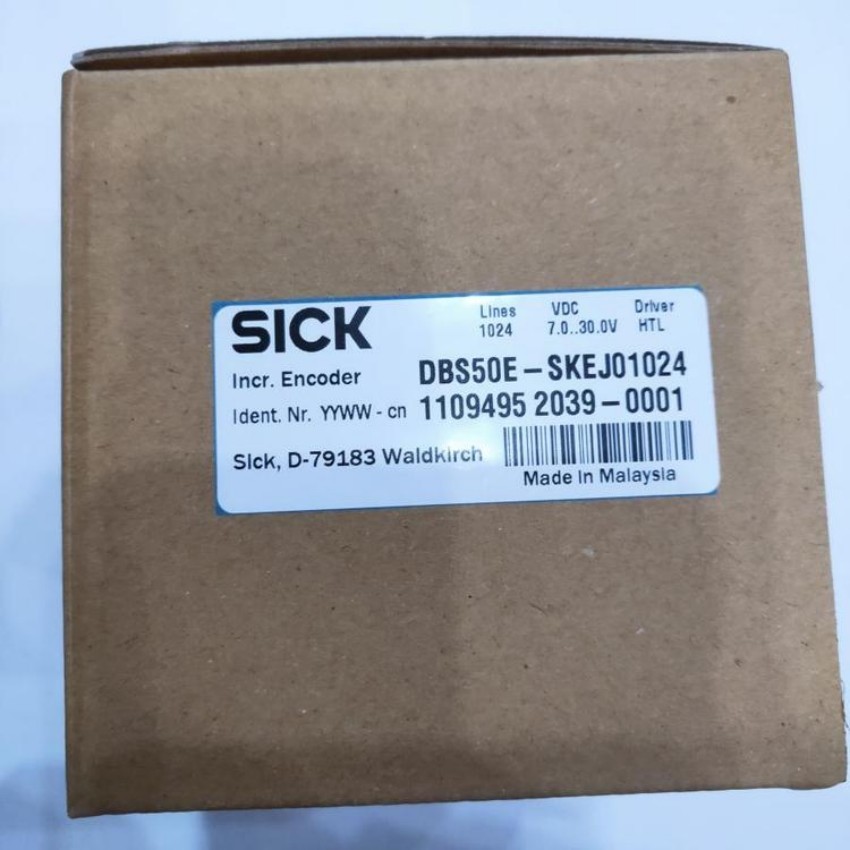 SICK
Lines VDC Driver
1024 7.0..30.0V HTL
Incr. Encoder DBS50E-SKEJ01024
Ident. Nr. YYWW - cn 1109495 2039-0001
Sick, D-79183 Waldkirch
Made in Malaysia